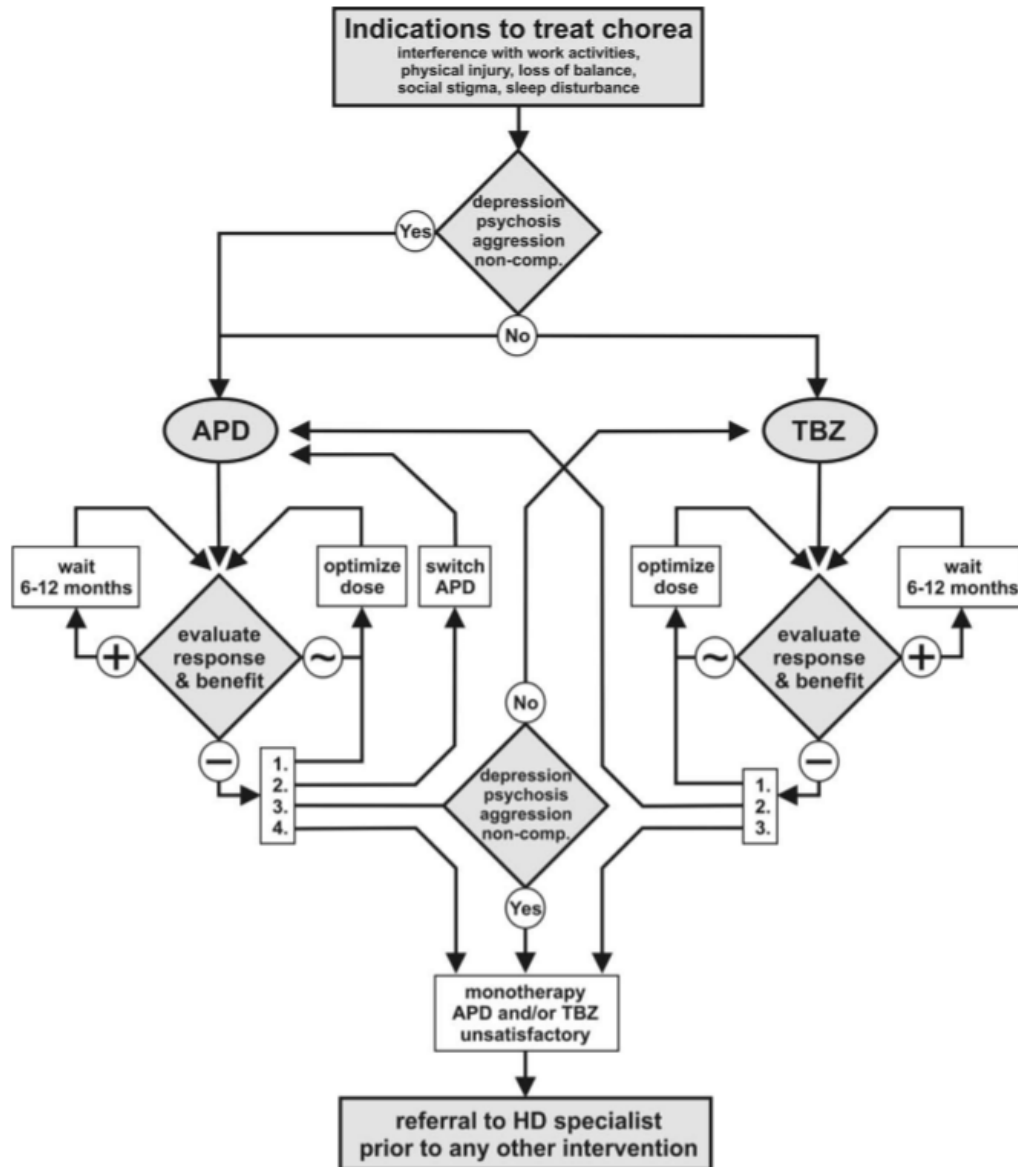 Indications to treat chorea
interference with work activities,
physical injury, loss of balance,
social stigma, sleep disturbance
depression
psychosis
aggression
non-comp.
Yes
No
APD
TBZ
wait
6-12 months
optimize
dose
switch
APD
optimize
dose
wait
6-12 months
evaluate
response
& benefit
+
~
−
evaluate
response
& benefit
~
+
−
No
1.
2.
3.
4.
depression
psychosis
aggression
non-comp.
1.
2.
3.
Yes
monotherapy
APD and/or TBZ
unsatisfactory
referral to HD specialist
prior to any other intervention